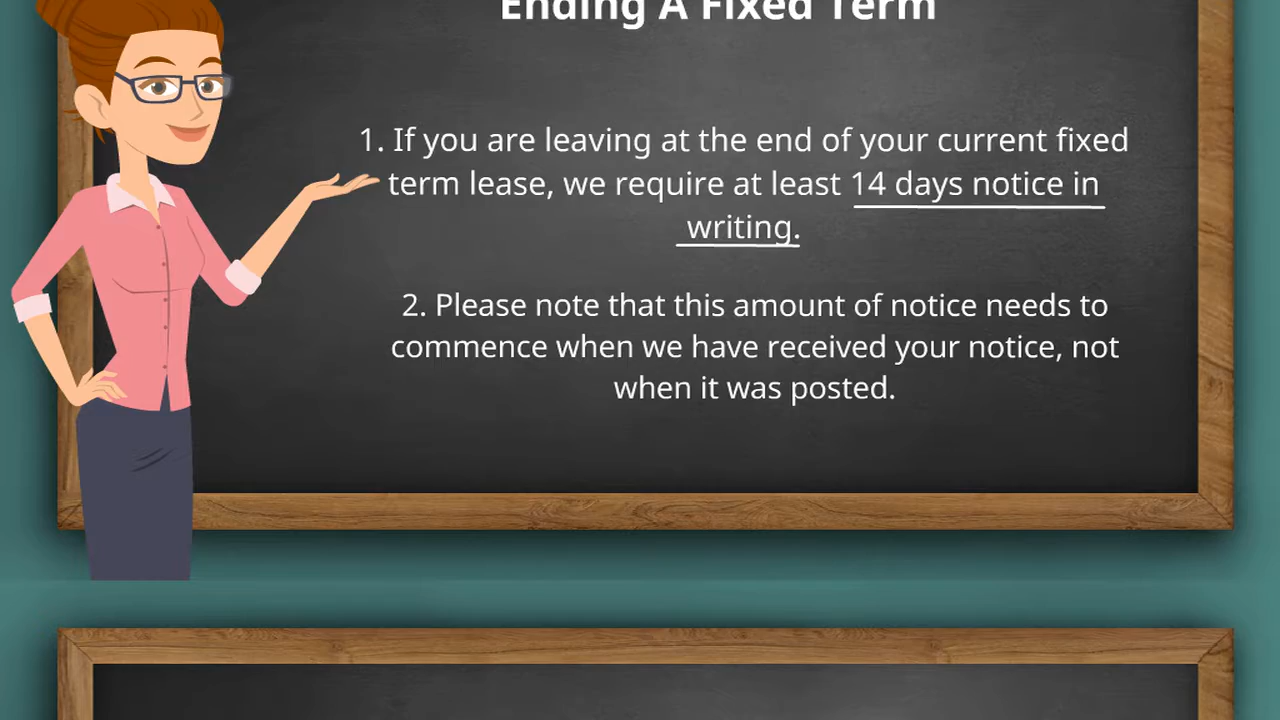 Ending A Fixed Term
1. If you are leaving at the end of your current fixed
term lease, we require at least 14 days notice in
writing.
2. Please note that this amount of notice needs to
commence when we have received your notice, not
when it was posted.